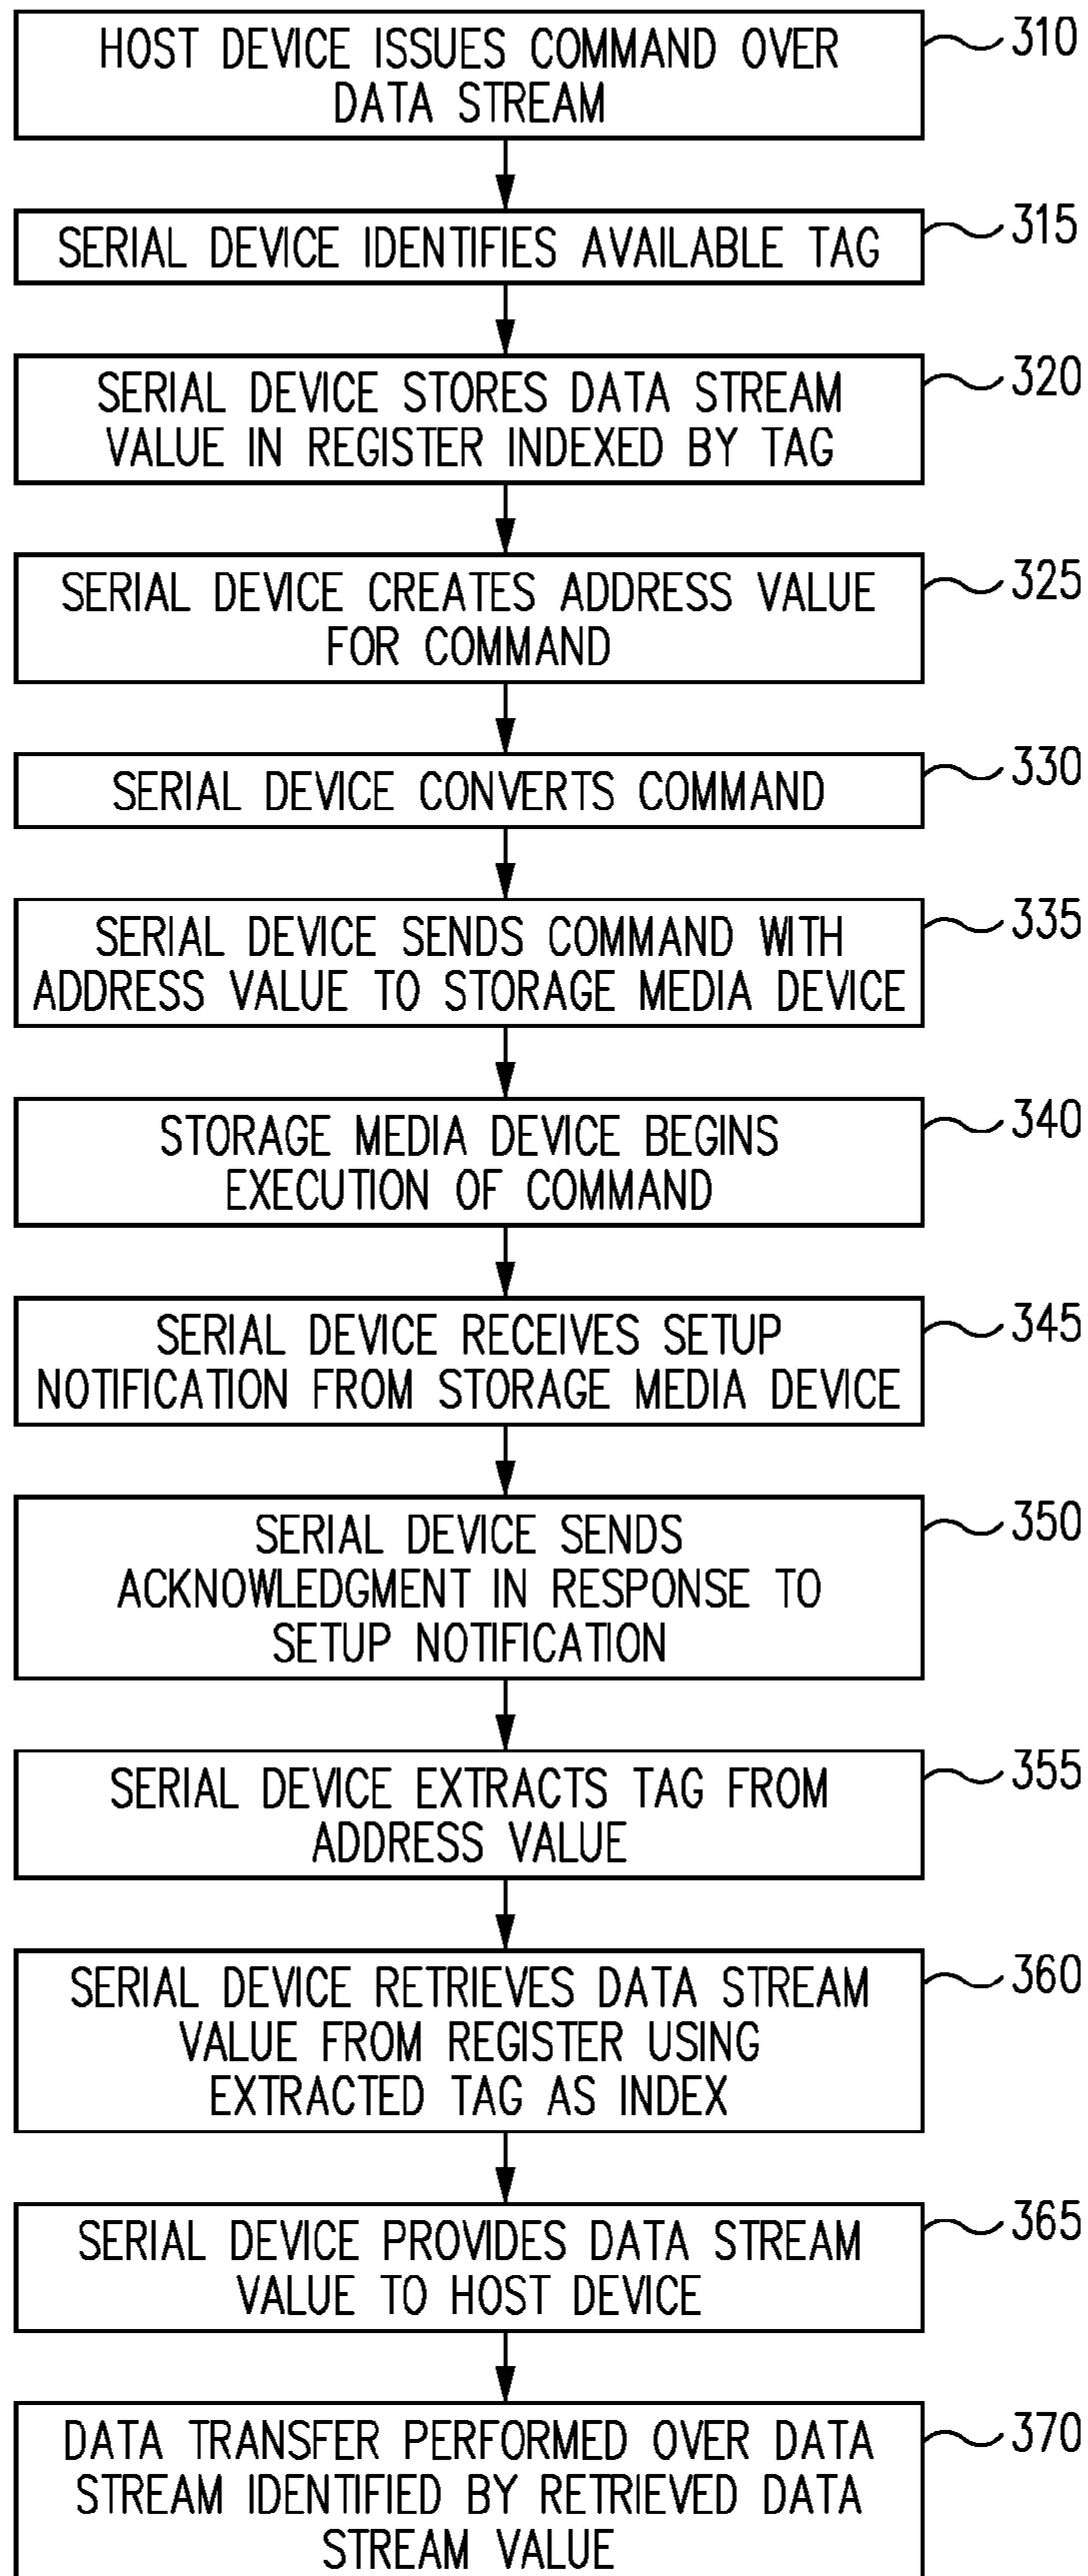 HOST DEVICE ISSUES COMMAND OVER
DATA STREAM
310
SERIAL DEVICE IDENTIFIES AVAILABLE TAG
315
SERIAL DEVICE STORES DATA STREAM
VALUE IN REGISTER INDEXED BY TAG
320
SERIAL DEVICE CREATES ADDRESS VALUE
FOR COMMAND
325
SERIAL DEVICE CONVERTS COMMAND
330
SERIAL DEVICE SENDS COMMAND WITH
ADDRESS VALUE TO STORAGE MEDIA DEVICE
335
STORAGE MEDIA DEVICE BEGINS
EXECUTION OF COMMAND
340
SERIAL DEVICE RECEIVES SETUP
NOTIFICATION FROM STORAGE MEDIA DEVICE
345
SERIAL DEVICE SENDS
ACKNOWLEDGMENT IN RESPONSE TO
SETUP NOTIFICATION
350
SERIAL DEVICE EXTRACTS TAG FROM
ADDRESS VALUE
355
SERIAL DEVICE RETRIEVES DATA STREAM
VALUE FROM REGISTER USING
EXTRACTED TAG AS INDEX
360
SERIAL DEVICE PROVIDES DATA STREAM
VALUE TO HOST DEVICE
365
DATA TRANSFER PERFORMED OVER DATA
STREAM IDENTIFIED BY RETRIEVED DATA
STREAM VALUE
370